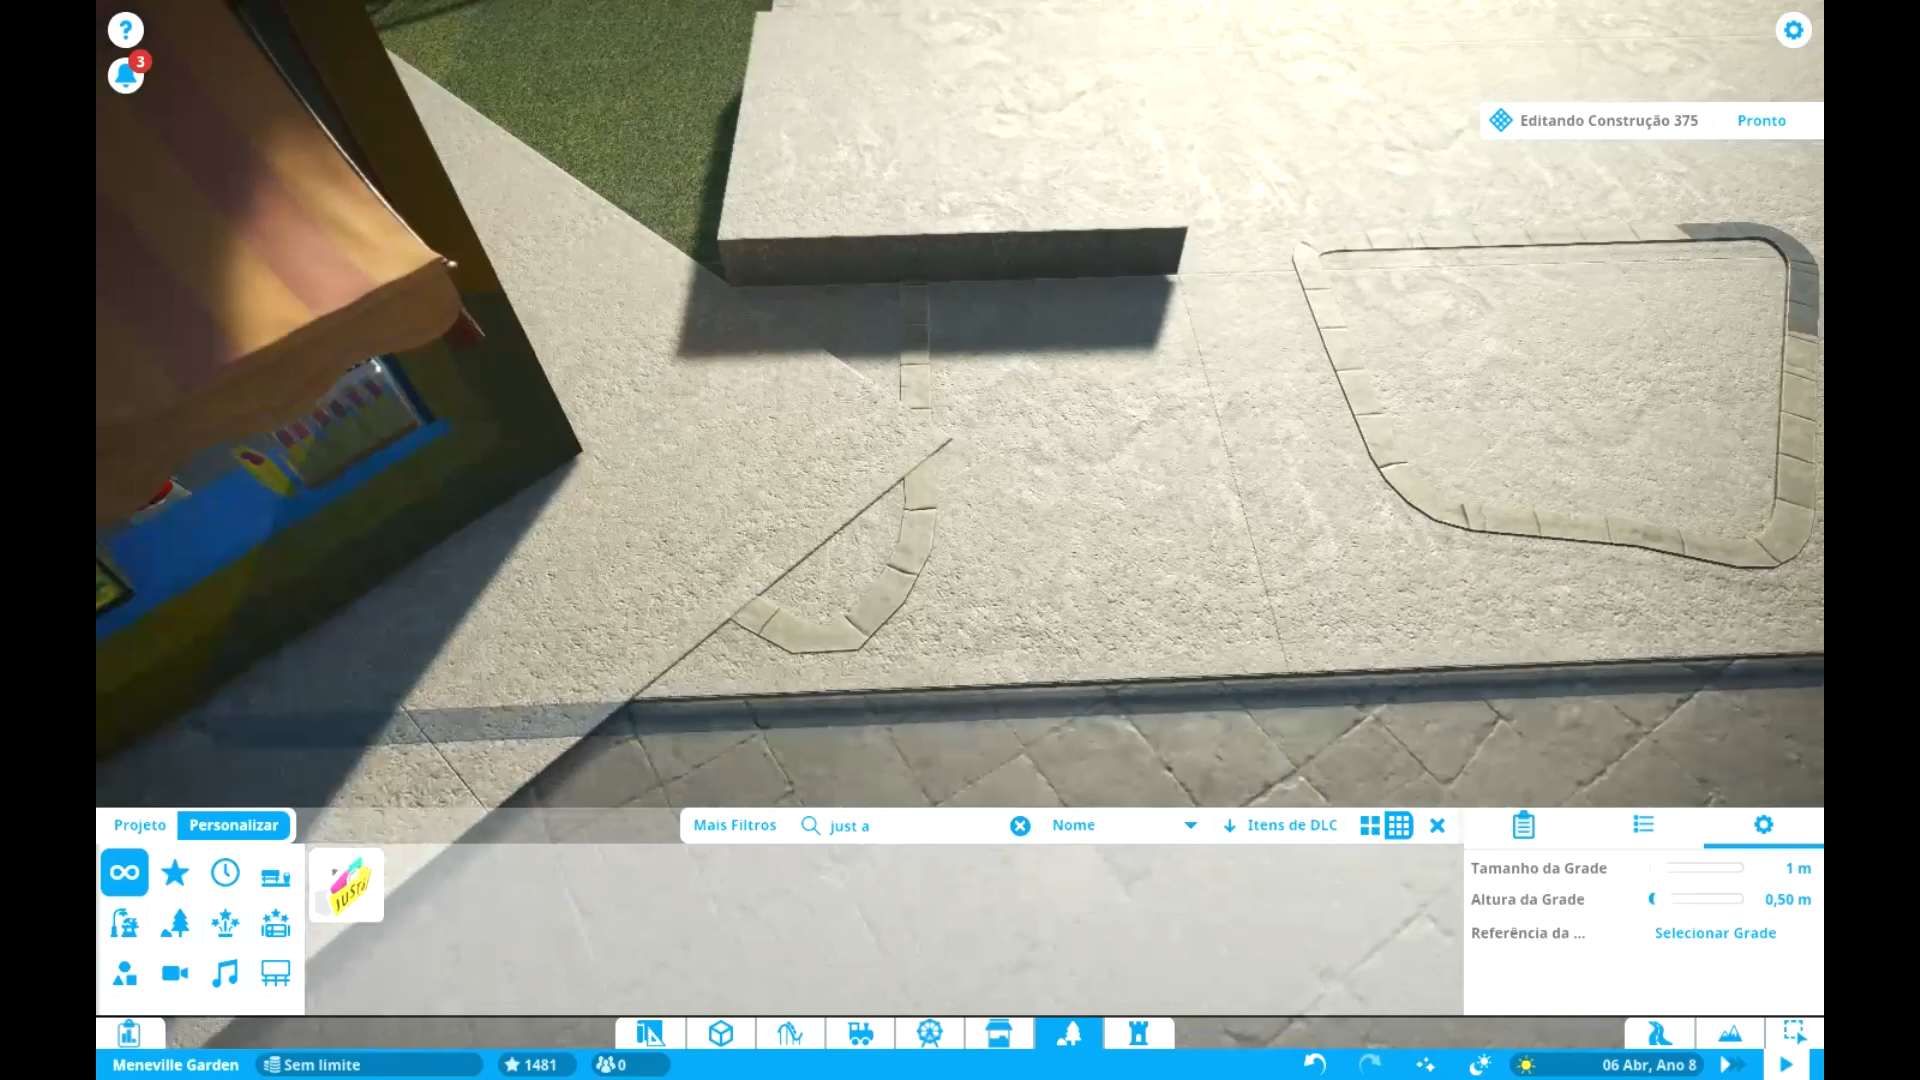 ?
3
Editando Construção 375 Pronto
Projeto Personalizar
Mais Filtros just a Nome Itens de DLC
JUSTA
Tamanho da Grade 1 m
Altura da Grade 0,50 m
Referência da ... Selecionar Grade
Meneville Garden Sem limite 1481 0 06 Abr, Ano 8